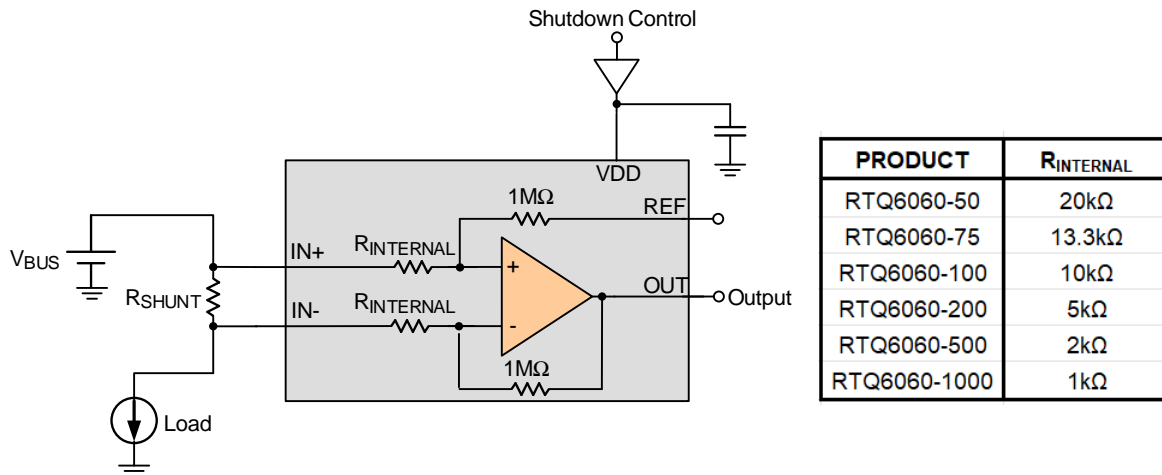 Shutdown Control
VDD
1MΩ
REF
IN+
RINTERNAL
+
VBUS
RSHUNT
OUT
Output
IN-
RINTERNAL
-
1MΩ
Load
PRODUCT RINTERNAL
RTQ6060-50 20kΩ
RTQ6060-75 13.3kΩ
RTQ6060-100 10kΩ
RTQ6060-200 5kΩ
RTQ6060-500 2kΩ
RTQ6060-1000 1kΩ